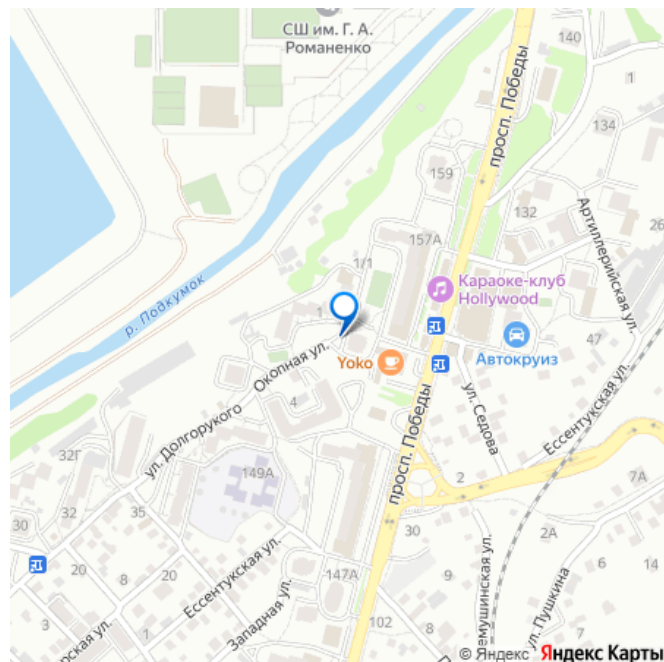 СШ им. Г. А.
Романенко
просп. Победы
140
1
134
159
132
Артиллерийская ул.
26
157А
1/1
Караоке-клуб
Hollywood
р. Подкумок
1
47
Окопная ул.
Yoko
Автокруиз
ул. Седова
4
Ессентукская ул.
ул. Долгорукого
просп. Победы
32Г
149А
2
7А
32
30
35
30
2А
20
6
14
8
20
Ессентукская ул.
147А
9
3
Западная ул.
ул. Пушкина
1
102
© Яндекс Яндекс Карты